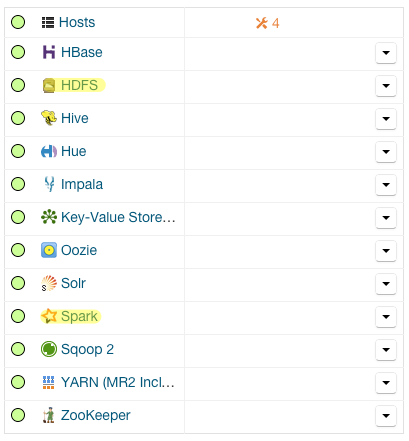 Hosts 4
HBase
HDFS
Hive
Hue
Impala
Key-Value Store...
Oozie
Solr
Spark
Sqoop 2
YARN (MR2 Incl...
ZooKeeper